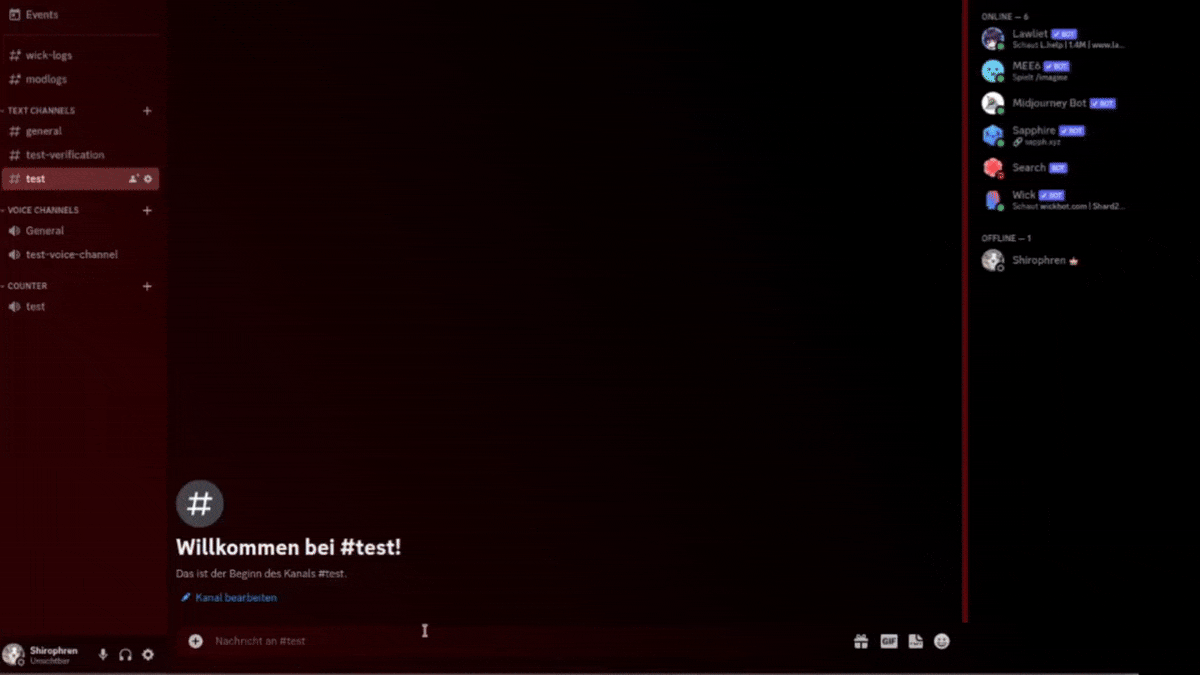 Events
wick-logs
modlogs
TEXT CHANNELS
general
test-verification
test
VOICE CHANNELS
General
test-voice-channel
COUNTER
test
Shirophren
Unsichtbar
Willkommen bei #test!
Das ist der Beginn des Kanals #test.
Kanal bearbeiten
Nachricht an #test
GIF
ONLINE — 6
Lawliet BOT
Schaut L.help | 1.4M | www.la...
MEE6 BOT
Spielt /imagine
Midjourney Bot BOT
Sapphire BOT
sapph.xyz
Search BOT
Wick BOT
Schaut wickbot.com | Shard2...
OFFLINE — 1
Shirophren